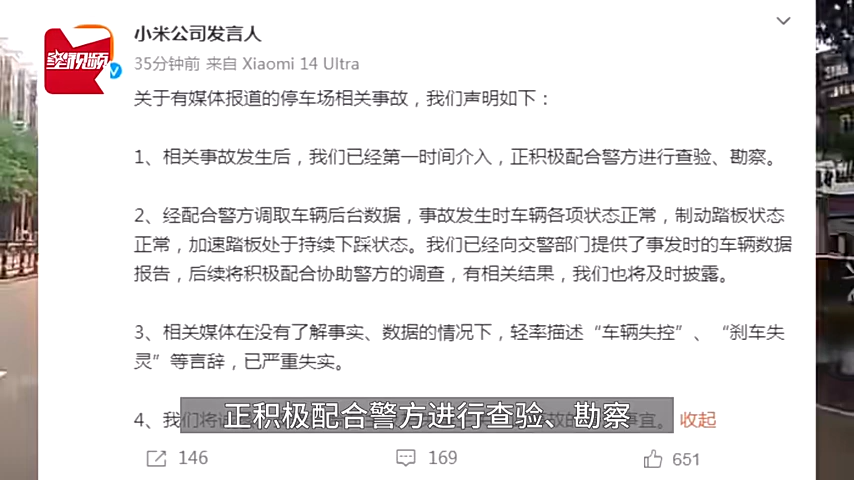 坚视频
小米公司发言人
35分钟前 来自 Xiaomi 14 Ultra
关于有媒体报道的停车场相关事故，我们声明如下：
1、相关事故发生后，我们已经第一时间介入，正积极配合警方进行查验、勘察。
2、经配合警方调取车辆后台数据，事故发生时车辆各项状态正常，制动踏板状态
正常，加速踏板处于持续下踩状态。我们已经向交警部门提供了事发时的车辆数据
报告，后续将积极配合协助警方的调查，有相关结果，我们也将及时披露。
3、相关媒体在没有了解事实、数据的情况下，轻率描述“车辆失控”、“刹车失
灵”等言辞，已严重失实。
4、我们将 故的 事宜。 收起
正积极配合警方进行查验、勘察
146 169 651